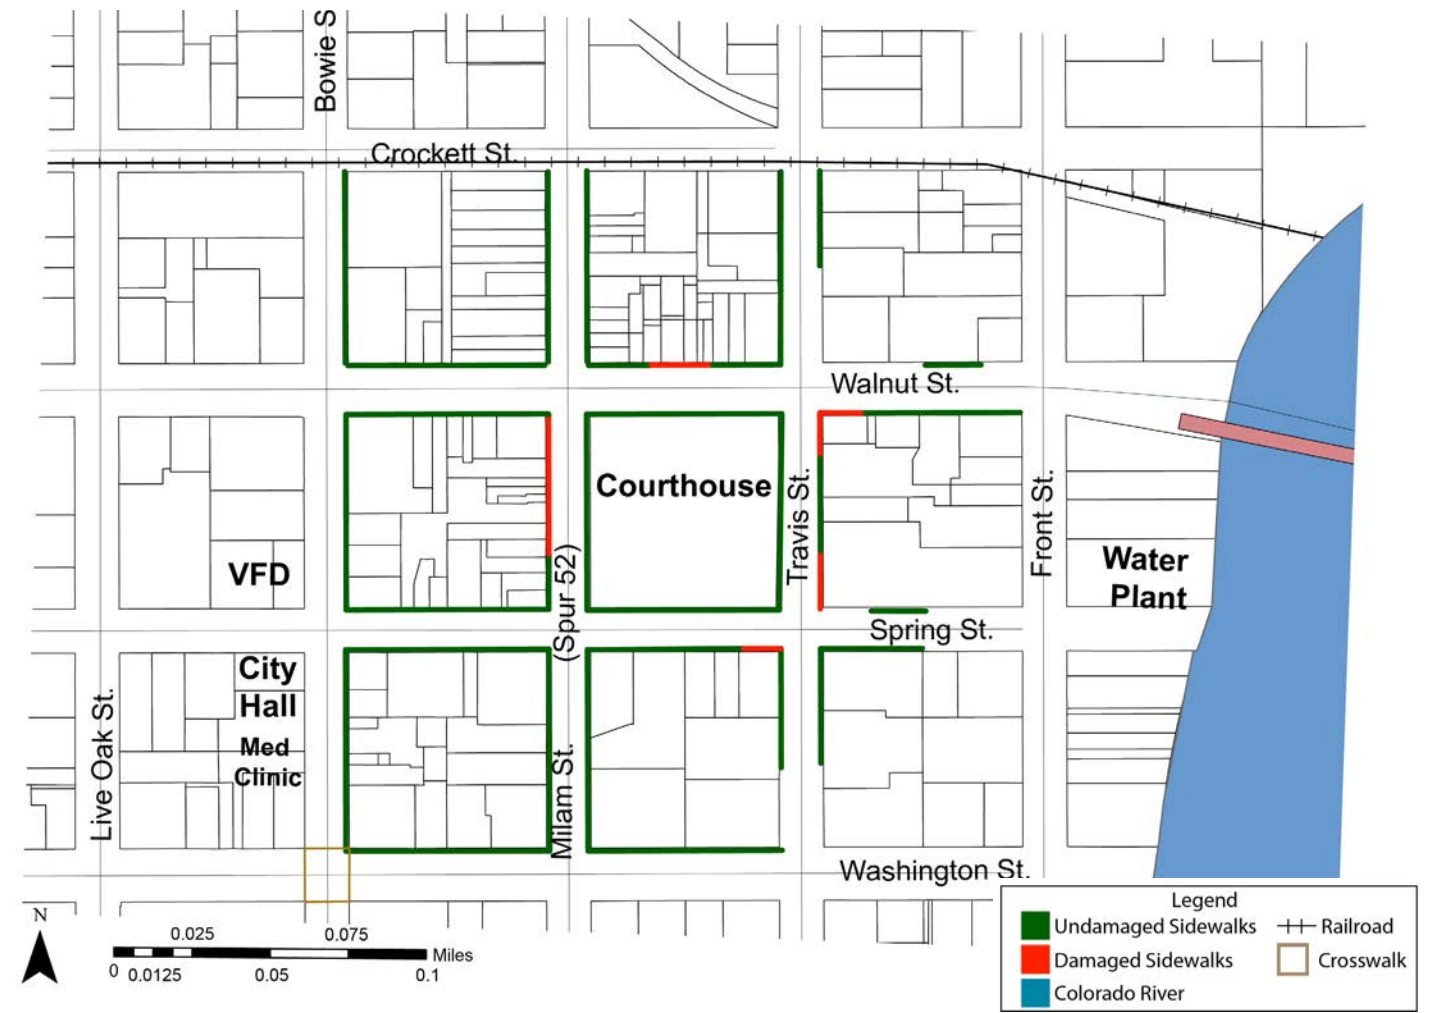 Bowie S
Crockett St.
Walnut St.
Courthouse
Travis St.
Front St.
VFD
(Spur 52)
Water
Plant
Spring St.
City
Hall
Med
Clinic
Live Oak St.
Milam St.
Washington St.
N
0.025
0.075
Miles
0
0.0125
0.05
0.1
Legend
Undamaged Sidewalks
Railroad
Damaged Sidewalks
Crosswalk
Colorado River